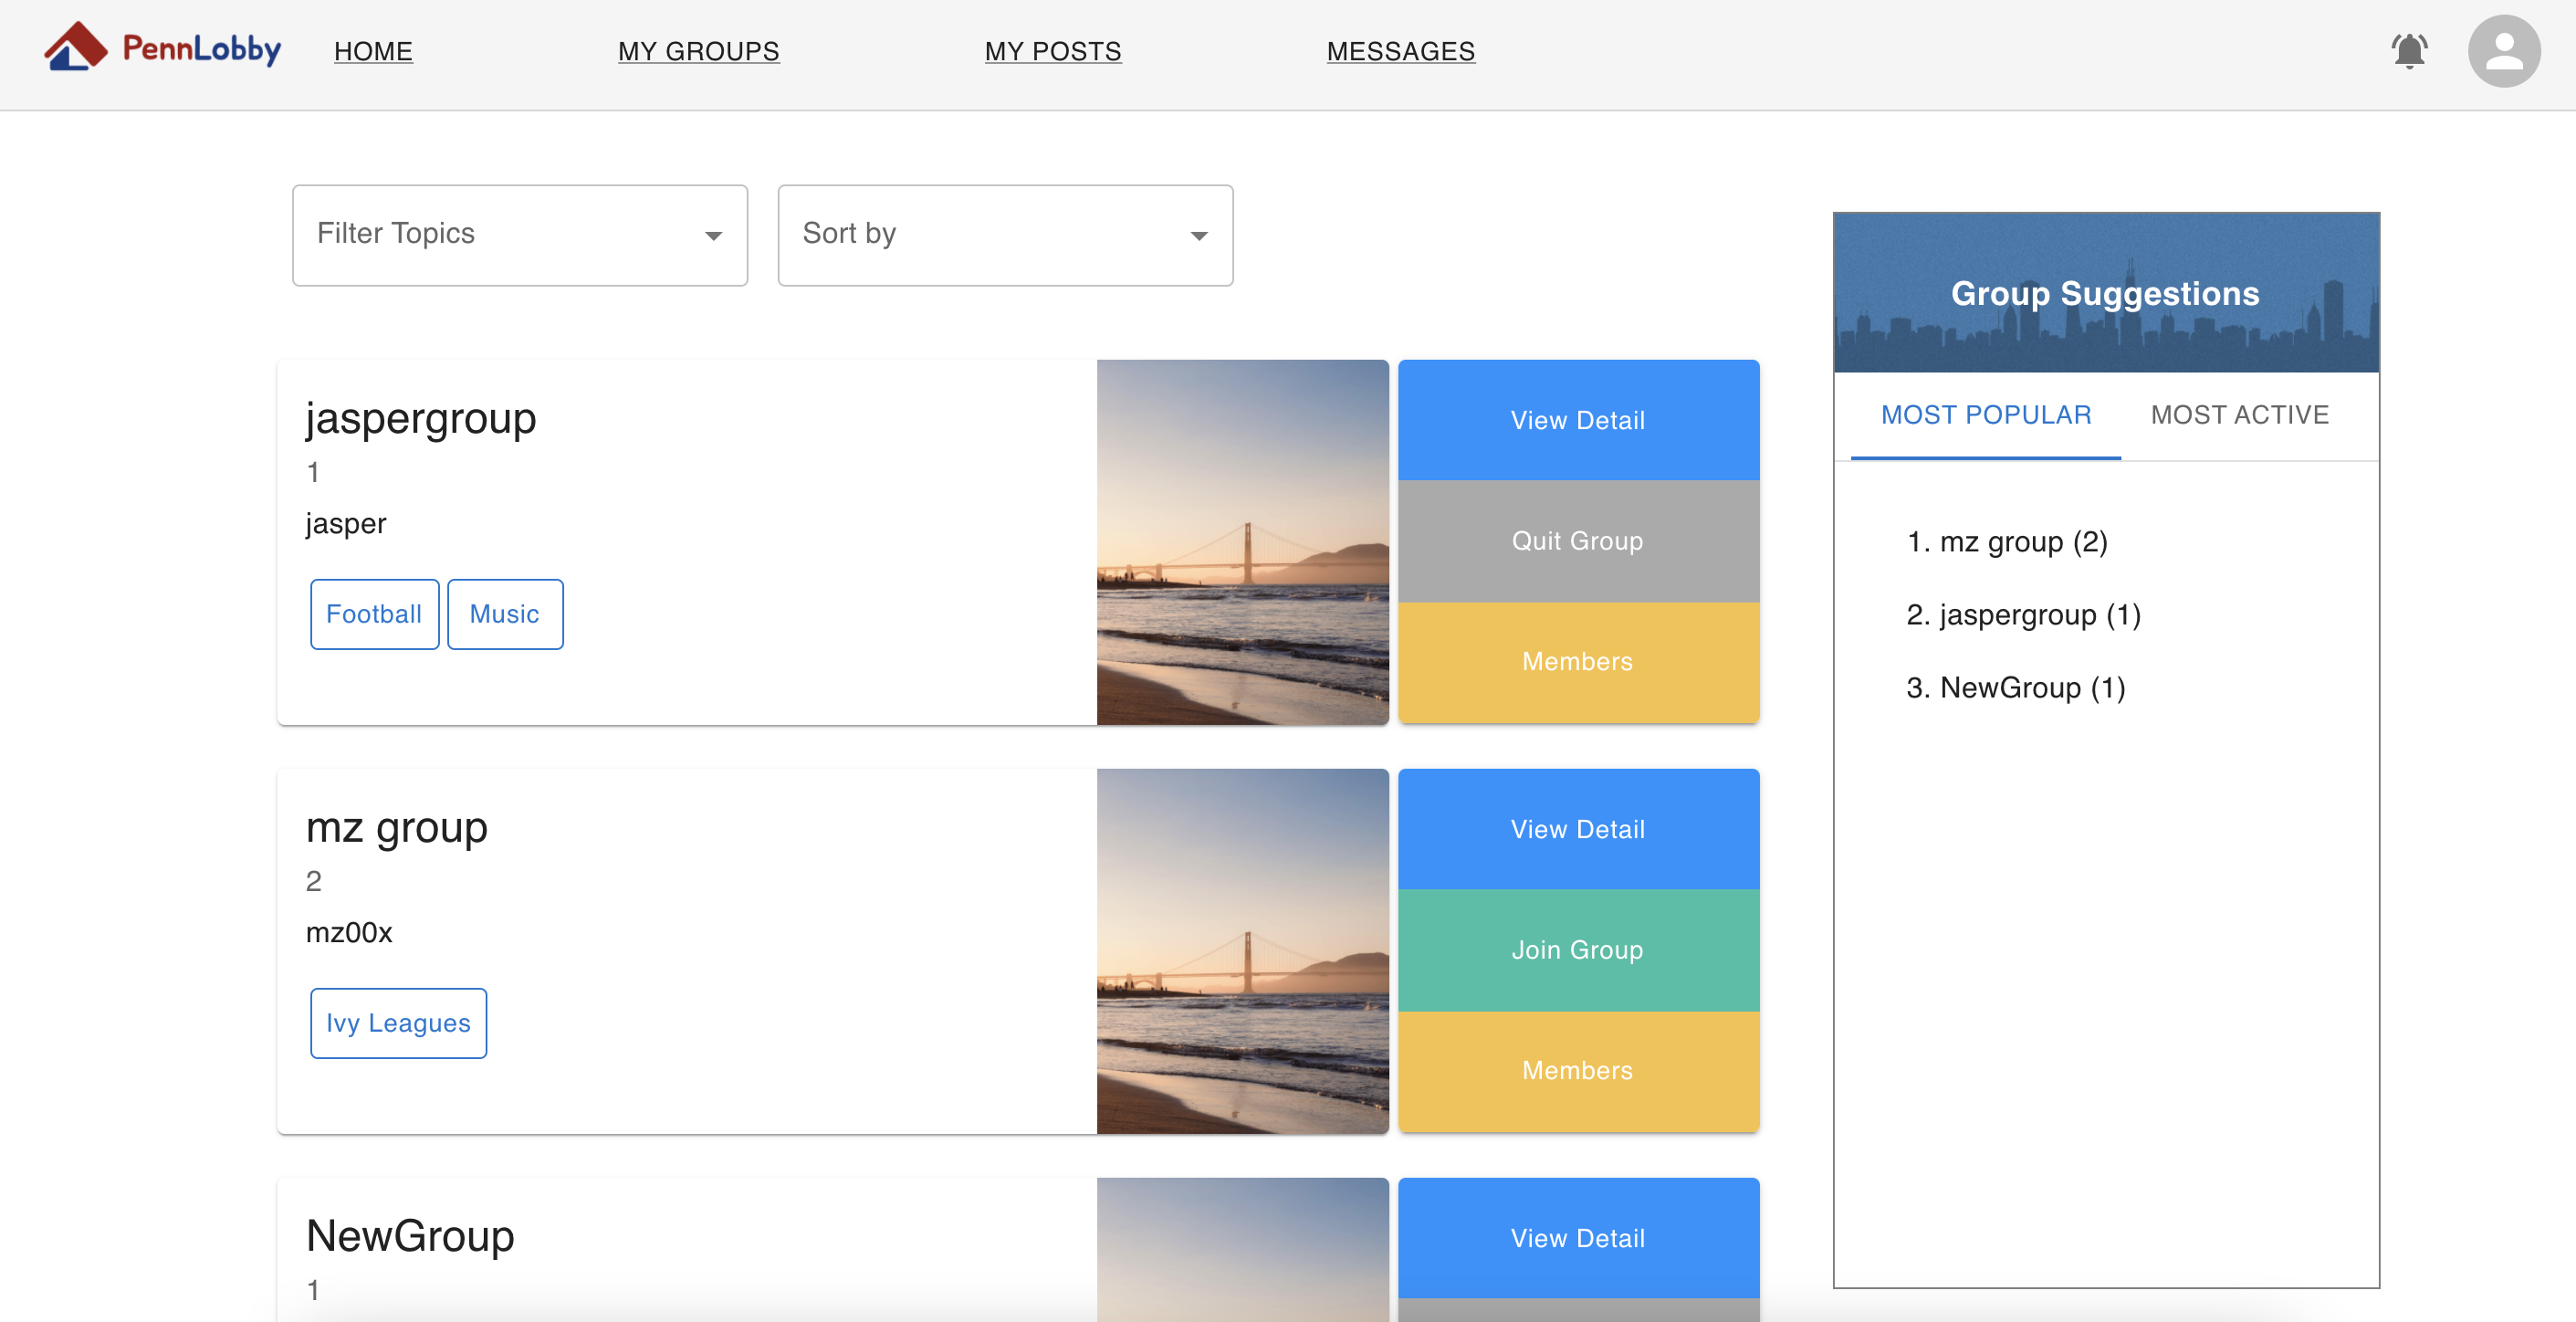 PennLobby HOME MY GROUPS MY POSTS MESSAGES
Filter Topics
Sort by
jaspergroup
1
jasper
Football Music
View Detail
Quit Group
Members
mz group
2
mz00x
Ivy Leagues
View Detail
Join Group
Members
NewGroup
1
View Detail
Group Suggestions
MOST POPULAR MOST ACTIVE
1. mz group (2)
2. jaspergroup (1)
3. NewGroup (1)